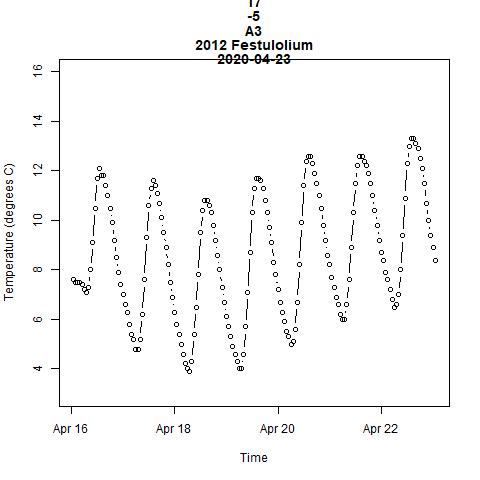 17
-5
A3
2012 Festulolium
2020-04-23
16
14
12
10
8
6
4
Temperature (degrees C)
Apr 16
Apr 18
Apr 20
Apr 22
Time